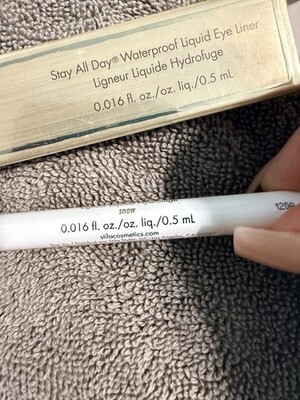 Stay All Day® Waterproof Liquid Eye Liner
Ligneur Liquide Hydrofuge
0.016 fl. oz./oz. liq./0.5 mL
snow
0.016 fl. oz./oz. liq./0.5 mL
stilacosmetics.com
12OP